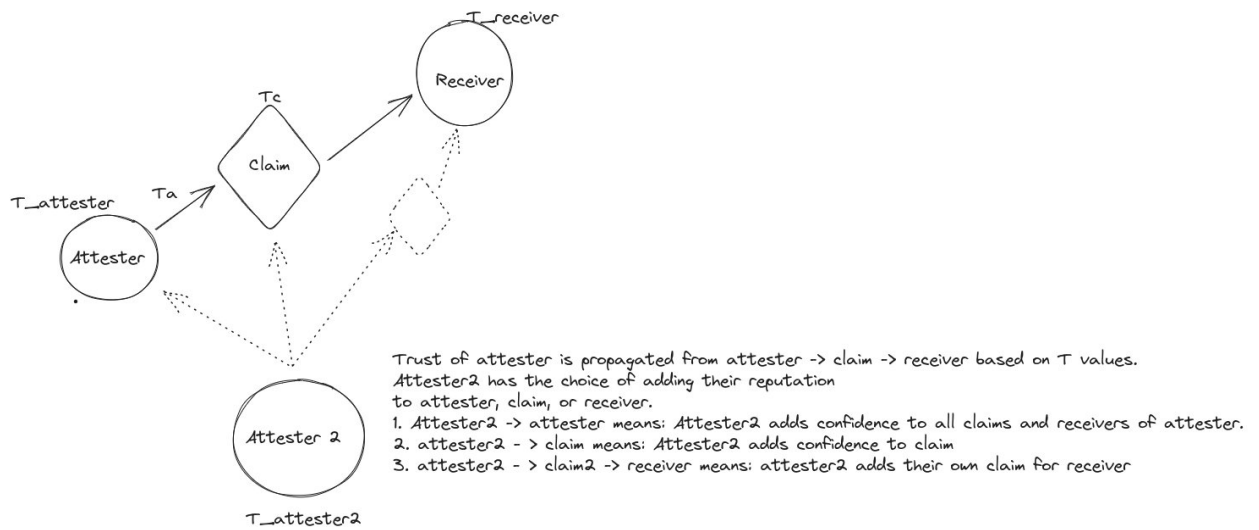 T_receiver
Receiver
Tc
Claim
Ta
T_attester
Attester
Trust of attester is propagated from attester -> claim -> receiver based on T values.
Attester2 has the choice of adding their reputation
to attester, claim, or receiver.
1. Attester2 -> attester means: Attester2 adds confidence to all claims and receivers of attester.
2. attester2 - > claim means: Attester2 adds confidence to claim
3. attester2 - > claim2 -> receiver means: attester2 adds their own claim for receiver
Attester 2
T_attester2